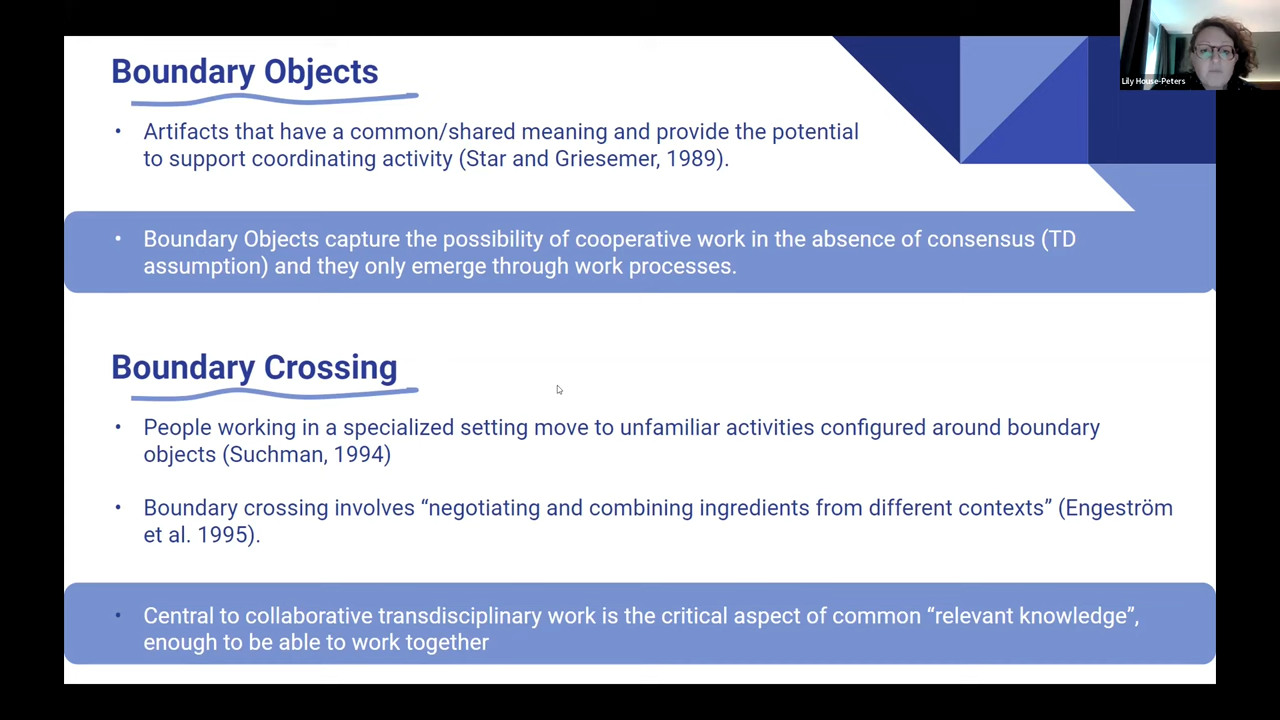 Boundary Objects
Lily House-Peters
• Artifacts that have a common/shared meaning and provide the potential
to support coordinating activity (Star and Griesemer, 1989).
• Boundary Objects capture the possibility of cooperative work in the absence of consensus (TD
assumption) and they only emerge through work processes.
Boundary Crossing
• People working in a specialized setting move to unfamiliar activities configured around boundary
objects (Suchman, 1994)
• Boundary crossing involves “negotiating and combining ingredients from different contexts” (Engeström
et al. 1995).
• Central to collaborative transdisciplinary work is the critical aspect of common “relevant knowledge”,
enough to be able to work together